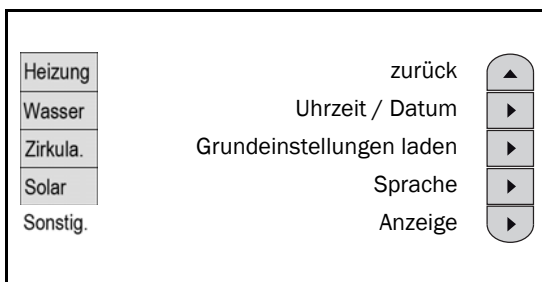 Heizung zurück
Wasser Uhrzeit / Datum
Zirkula. Grundeinstellungen laden
Solar Sprache
Sonstig. Anzeige